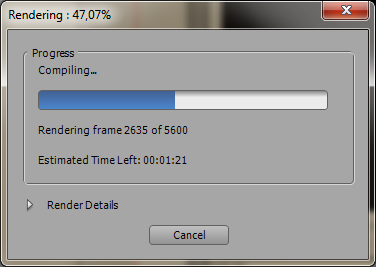 Rendering : 47,07%
Progress
Compiling...
Rendering frame 2635 of 5600
Estimated Time Left: 00:01:21
Render Details
Cancel